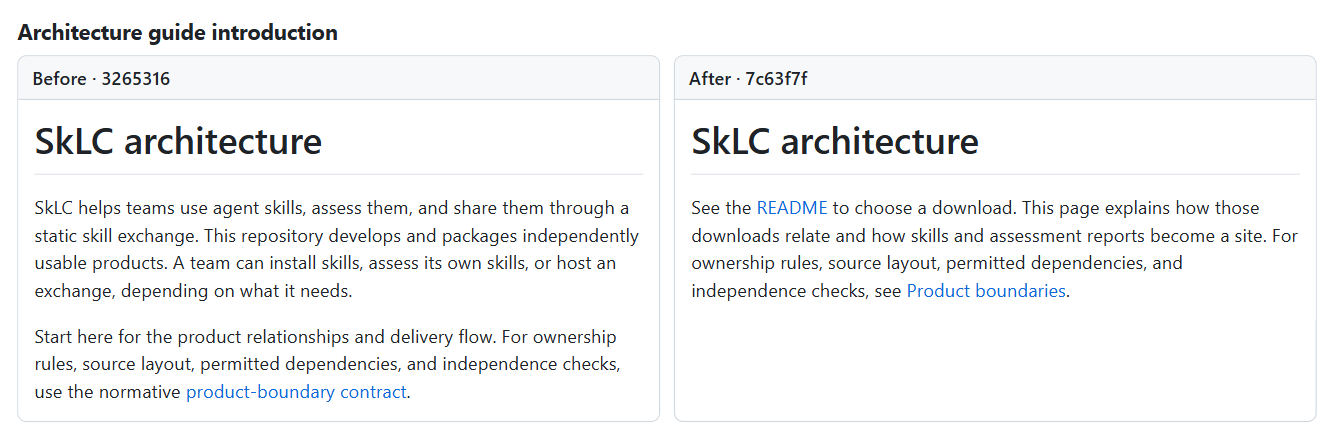 Architecture guide introduction
Before · 3265316
SkLC architecture
SkLC helps teams use agent skills, assess them, and share them through a
static skill exchange. This repository develops and packages independently
usable products. A team can install skills, assess its own skills, or host an
exchange, depending on what it needs.
Start here for the product relationships and delivery flow. For ownership
rules, source layout, permitted dependencies, and independence checks,
use the normative product-boundary contract.
After · 7c63f7f
SkLC architecture
See the README to choose a download. This page explains how those
downloads relate and how skills and assessment reports become a site. For
ownership rules, source layout, permitted dependencies, and
independence checks, see Product boundaries.